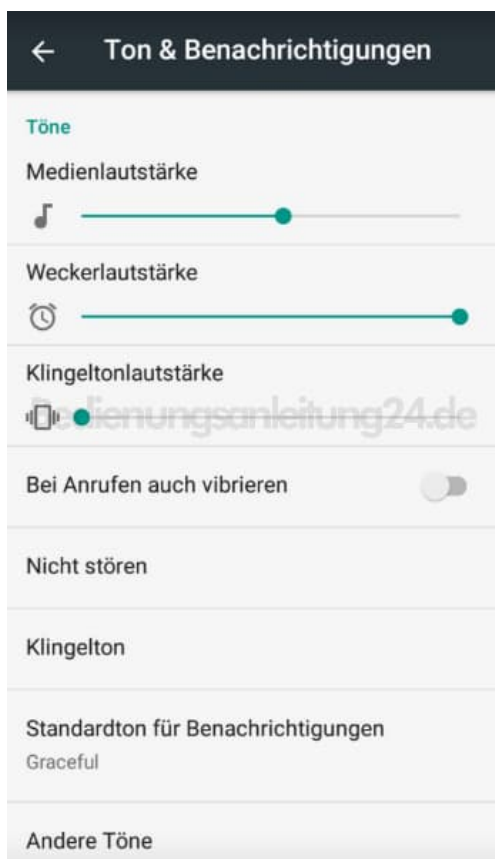 Ton & Benachrichtigungen
Töne
Medienlautstärke
Weckerlautstärke
Klingeltonlautstärke
Bedienungsanleitung24.de
Bei Anrufen auch vibrieren
Nicht stören
Klingelton
Standardton für Benachrichtigungen
Graceful
Andere Töne